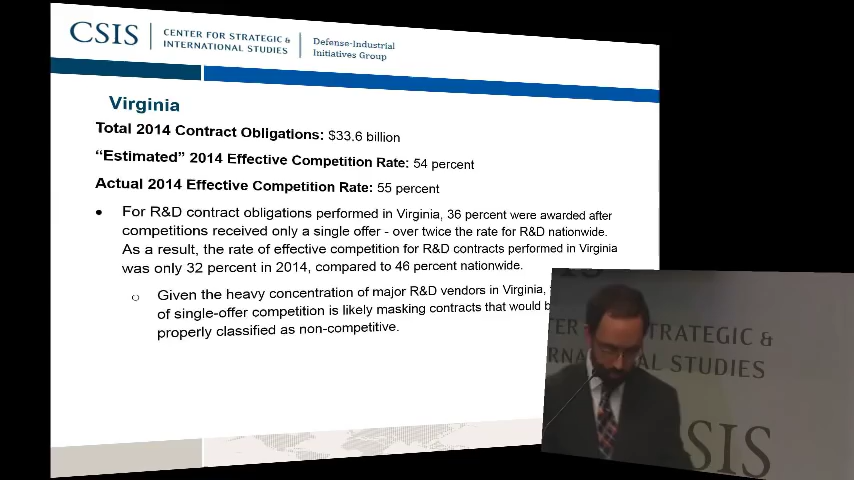 CSIS
CENTER FOR STRATEGIC &
INTERNATIONAL STUDIES
Defense-Industrial
Initiatives Group
Virginia
Total 2014 Contract Obligations: $33.6 billion
“Estimated” 2014 Effective Competition Rate: 54 percent
Actual 2014 Effective Competition Rate: 55 percent
• For R&D contract obligations performed in Virginia, 36 percent were awarded after
competitions received only a single offer - over twice the rate for R&D nationwide.
As a result, the rate of effective competition for R&D contracts performed in Virginia
was only 32 percent in 2014, compared to 46 percent nationwide.
o Given the heavy concentration of major R&D vendors in Virginia,
of single-offer competition is likely masking contracts that would
properly classified as non-competitive.
STRATEGIC &
STUDIES
CSIS